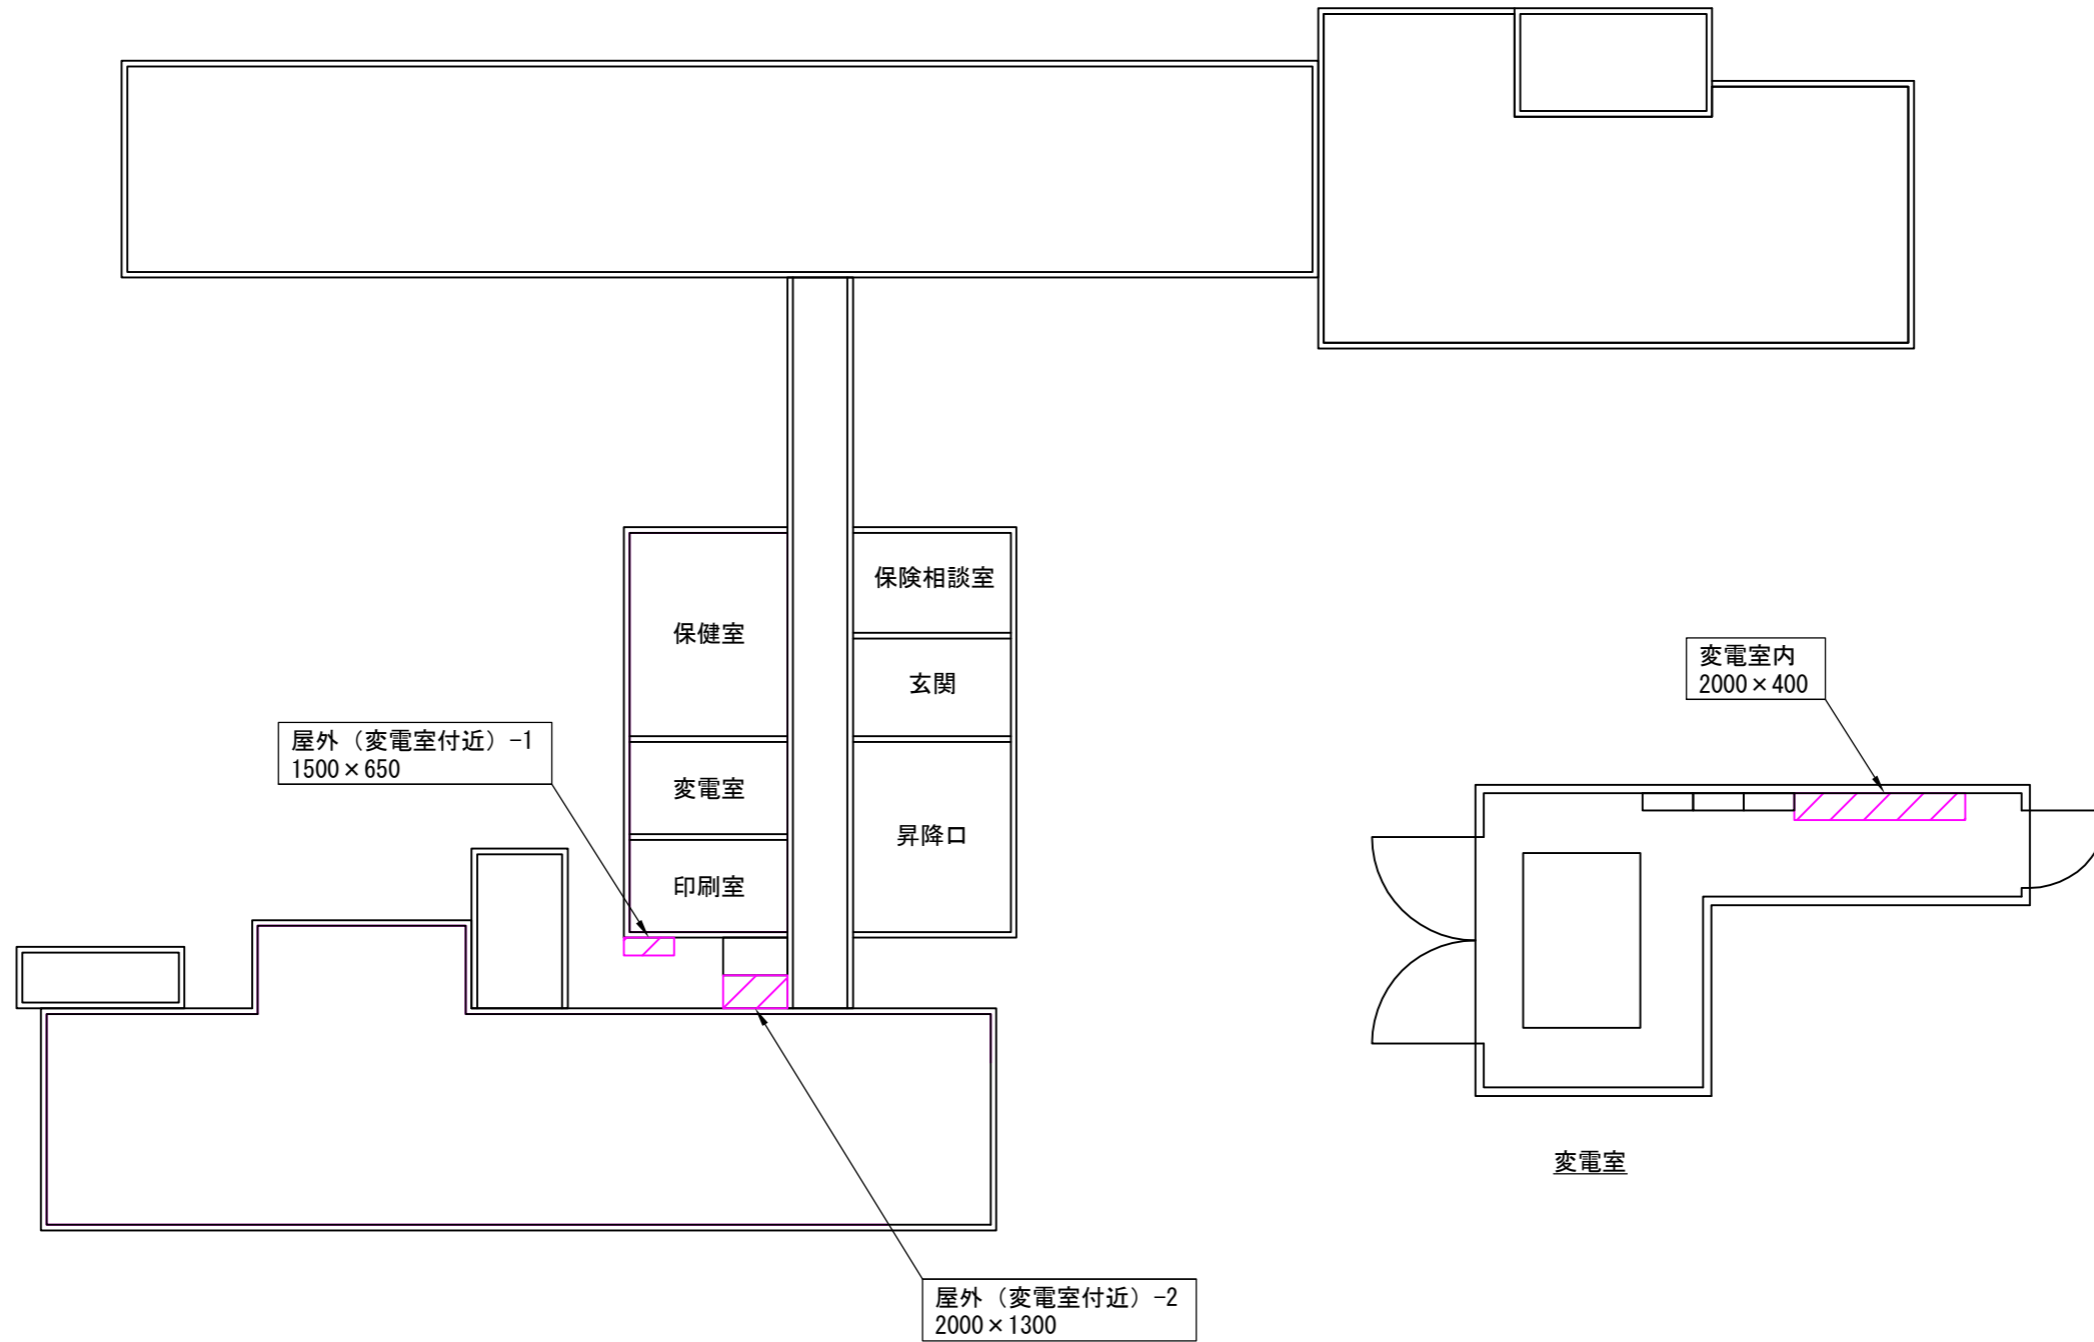 保険相談室
保健室
玄関
変電室内
2000×400
屋外（変電室付近）-1
1500×650
変電室
昇降口
印刷室
変電室
屋外（変電室付近）-2
2000×1300